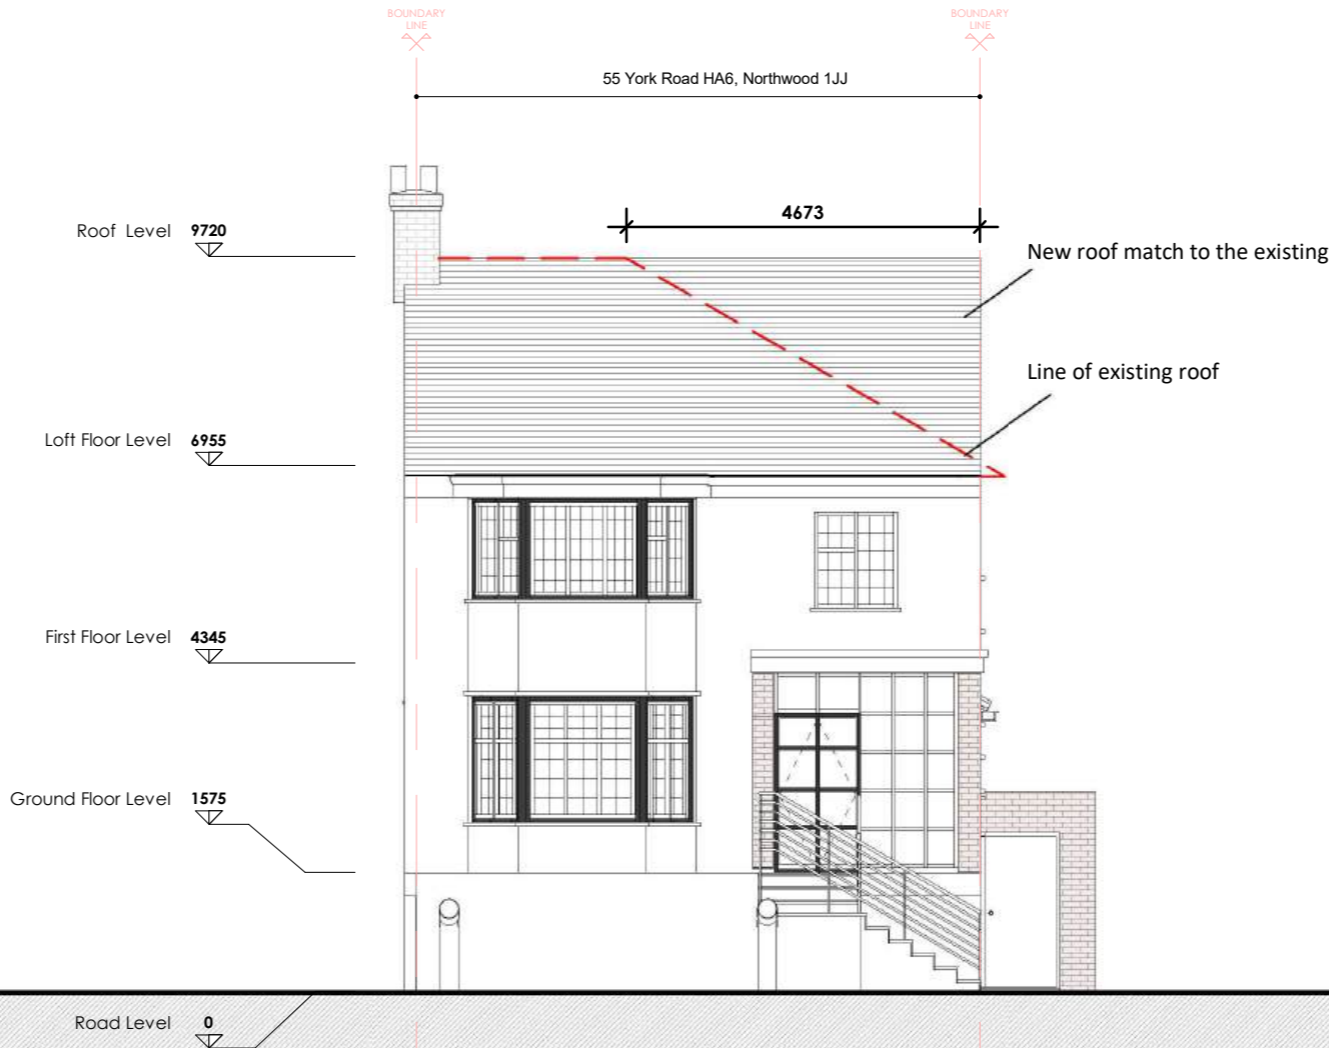 BOUNDARY
LINE
BOUNDARY
LINE
55 York Road HA6, Northwood 1JJ
4673
Roof Level 9720
New roof match to the existing
Line of existing roof
Loft Floor Level 6955
First Floor Level 4345
Ground Floor Level 1575
Road Level 0